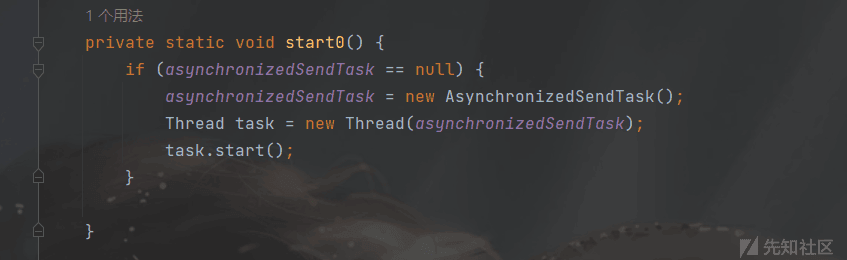 1 个用法
private static void start0() {
    if (asynchronizedSendTask == null) {
        asynchronizedSendTask = new AsynchronizedSendTask();
        Thread task = new Thread(asynchronizedSendTask);
        task.start();
    }
}
先知社区